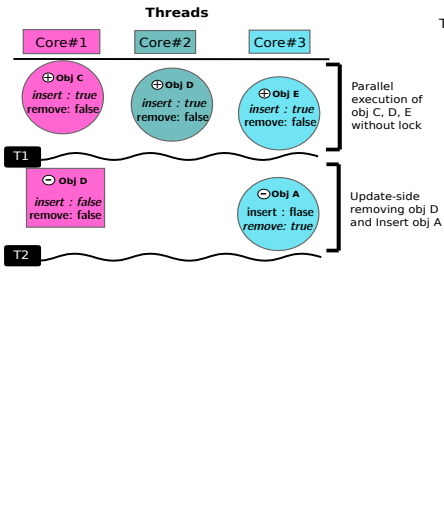 Threads
T
Core#1 Core#2 Core#3
⊕ Obj C
insert : true
remove: false
⊕ Obj D
insert : true
remove: false
⊕ Obj E
insert : true
remove: false
Parallel
execution of
obj C, D, E
without lock
T1
⊖ Obj D
insert : false
remove: false
⊖ Obj A
insert : flase
remove: true
Update-side
removing obj D
and Insert obj A
T2